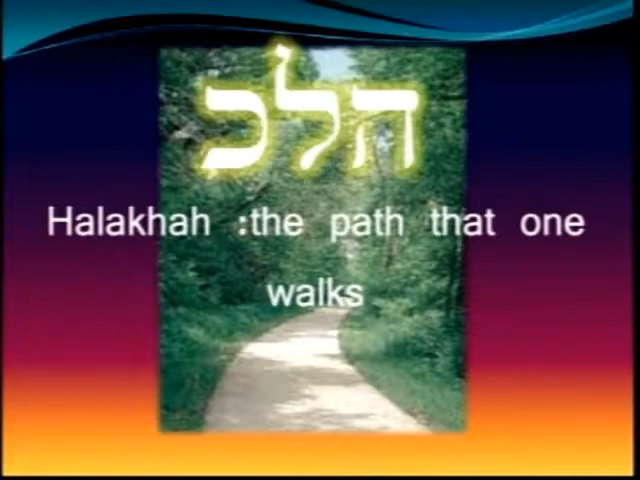 הלכ
Halakhah :the path that one
walks